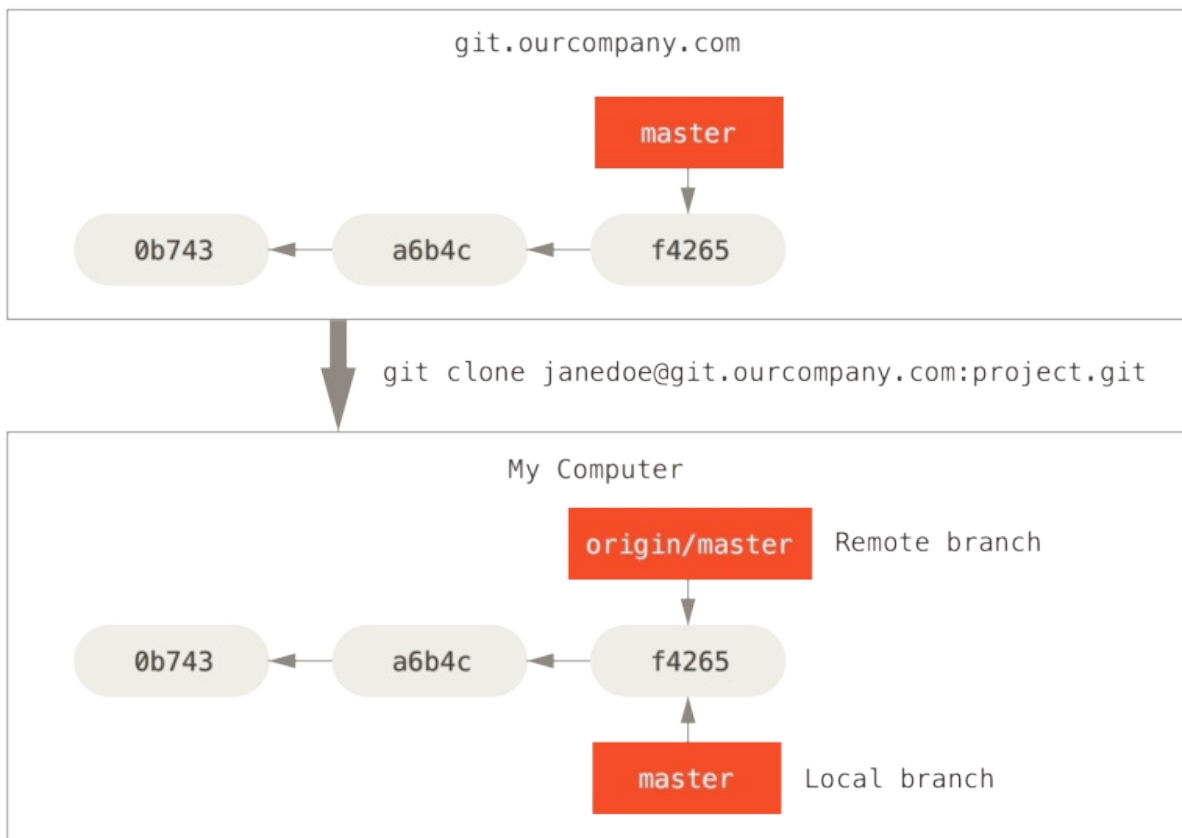 git.ourcompany.com
master
0b743 a6b4c f4265
git clone janedoe@git.ourcompany.com:project.git
My Computer
origin/master Remote branch
0b743 a6b4c f4265
master Local branch